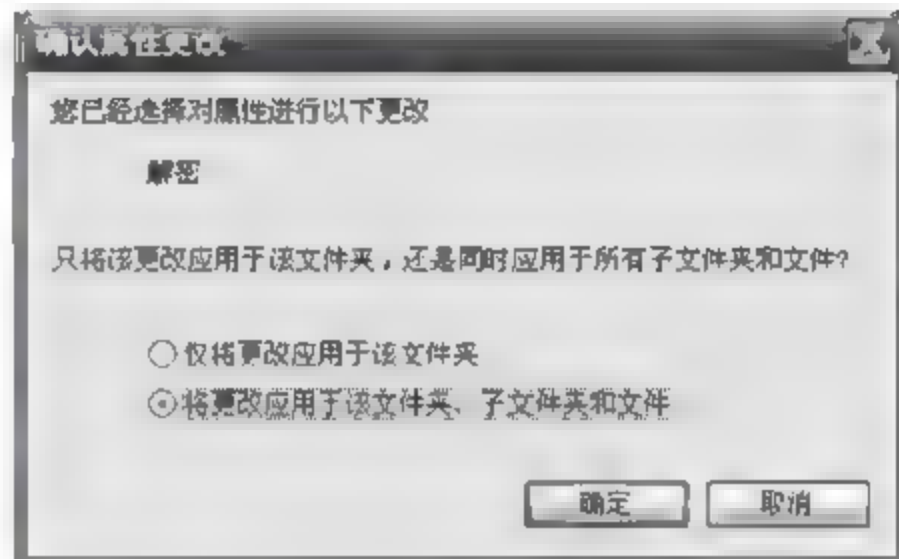 确认属性更改
您已经选择对属性进行以下更改
解密
只将该更改应用于该文件夹，还是同时应用于所有子文件夹和文件?
仅将更改应用于该文件夹
将更改应用于该文件夹、子文件夹和文件
确定
取消